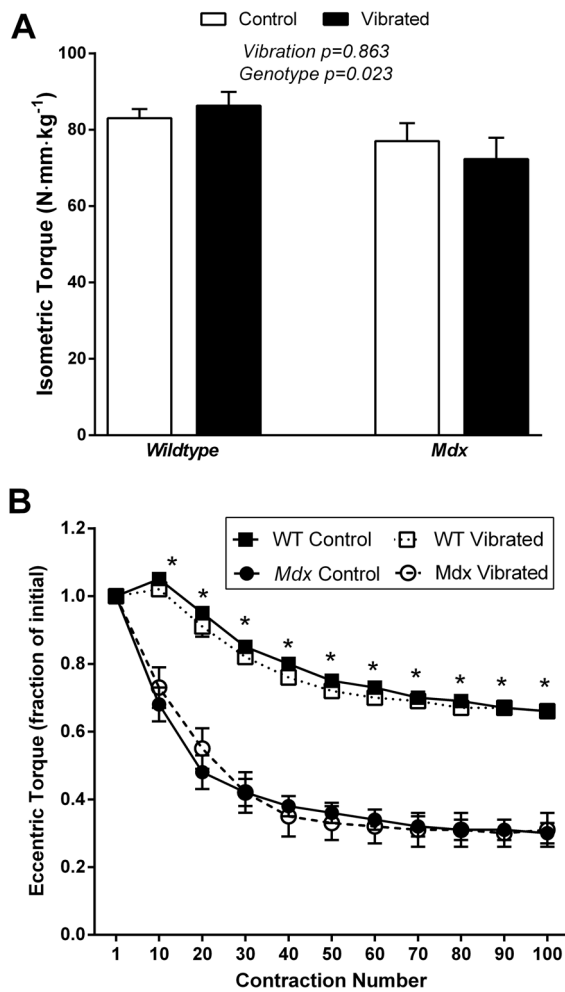 A
Control Vibrated
Vibration p=0.863
Genotype p=0.023
Isometric Torque (N·mm·kg-1)
100
80
60
40
20
0
Wildtype Mdx
B
WT Control WT Vibrated
Mdx Control Mdx Vibrated
Eccentric Torque (fraction of initial)
1.2
1.0
0.8
0.6
0.4
0.2
0.0
* * * * * * * * * *
1 10 20 30 40 50 60 70 80 90 100
Contraction Number